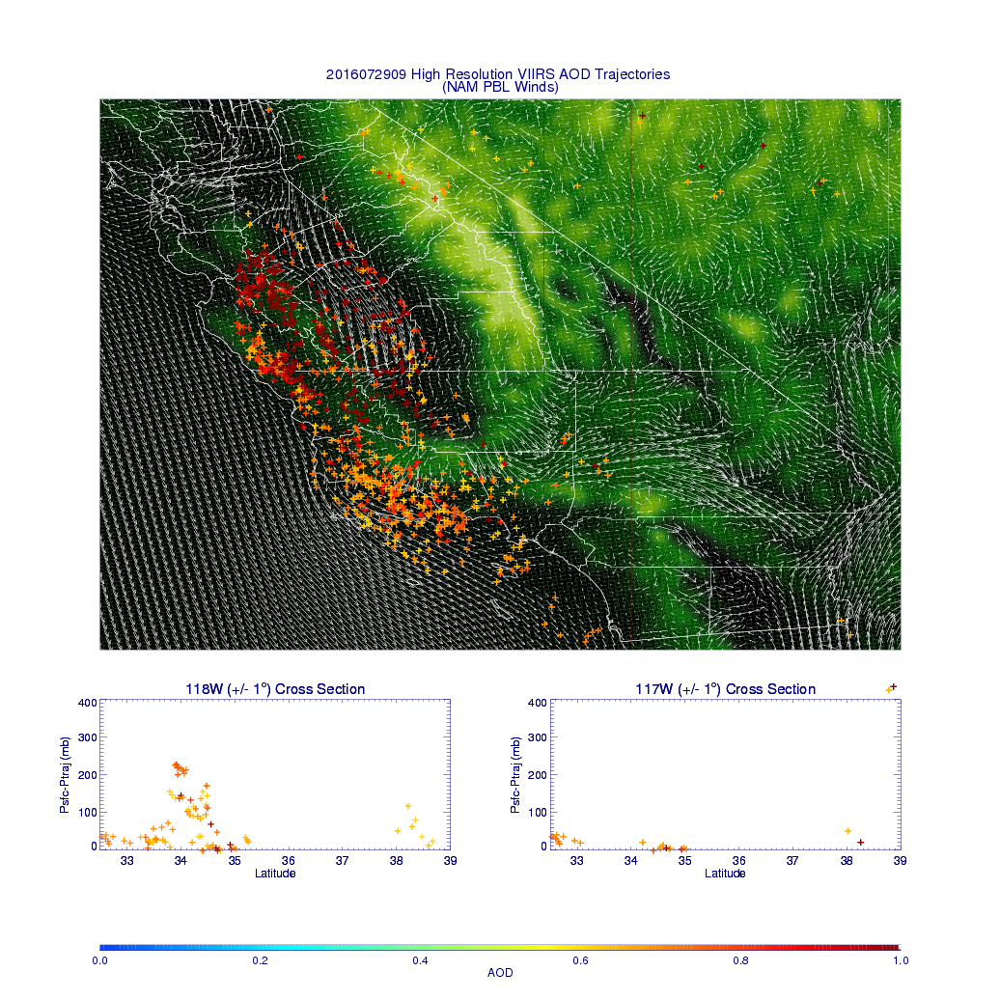 2016072909 High Resolution VIIRS AOD Trajectories
(NAM PBL Winds)
118W (+/- 1°) Cross Section
117W (+/- 1°) Cross Section
Psfc-Ptraj (mb)
400
300
200
100
0
33 34 35 36 37 38 39
Latitude
Psfc-Ptraj (mb)
400
300
200
100
0
33 34 35 36 37 38 39
Latitude
0.0 0.2 0.4 0.6 0.8 1.0
AOD